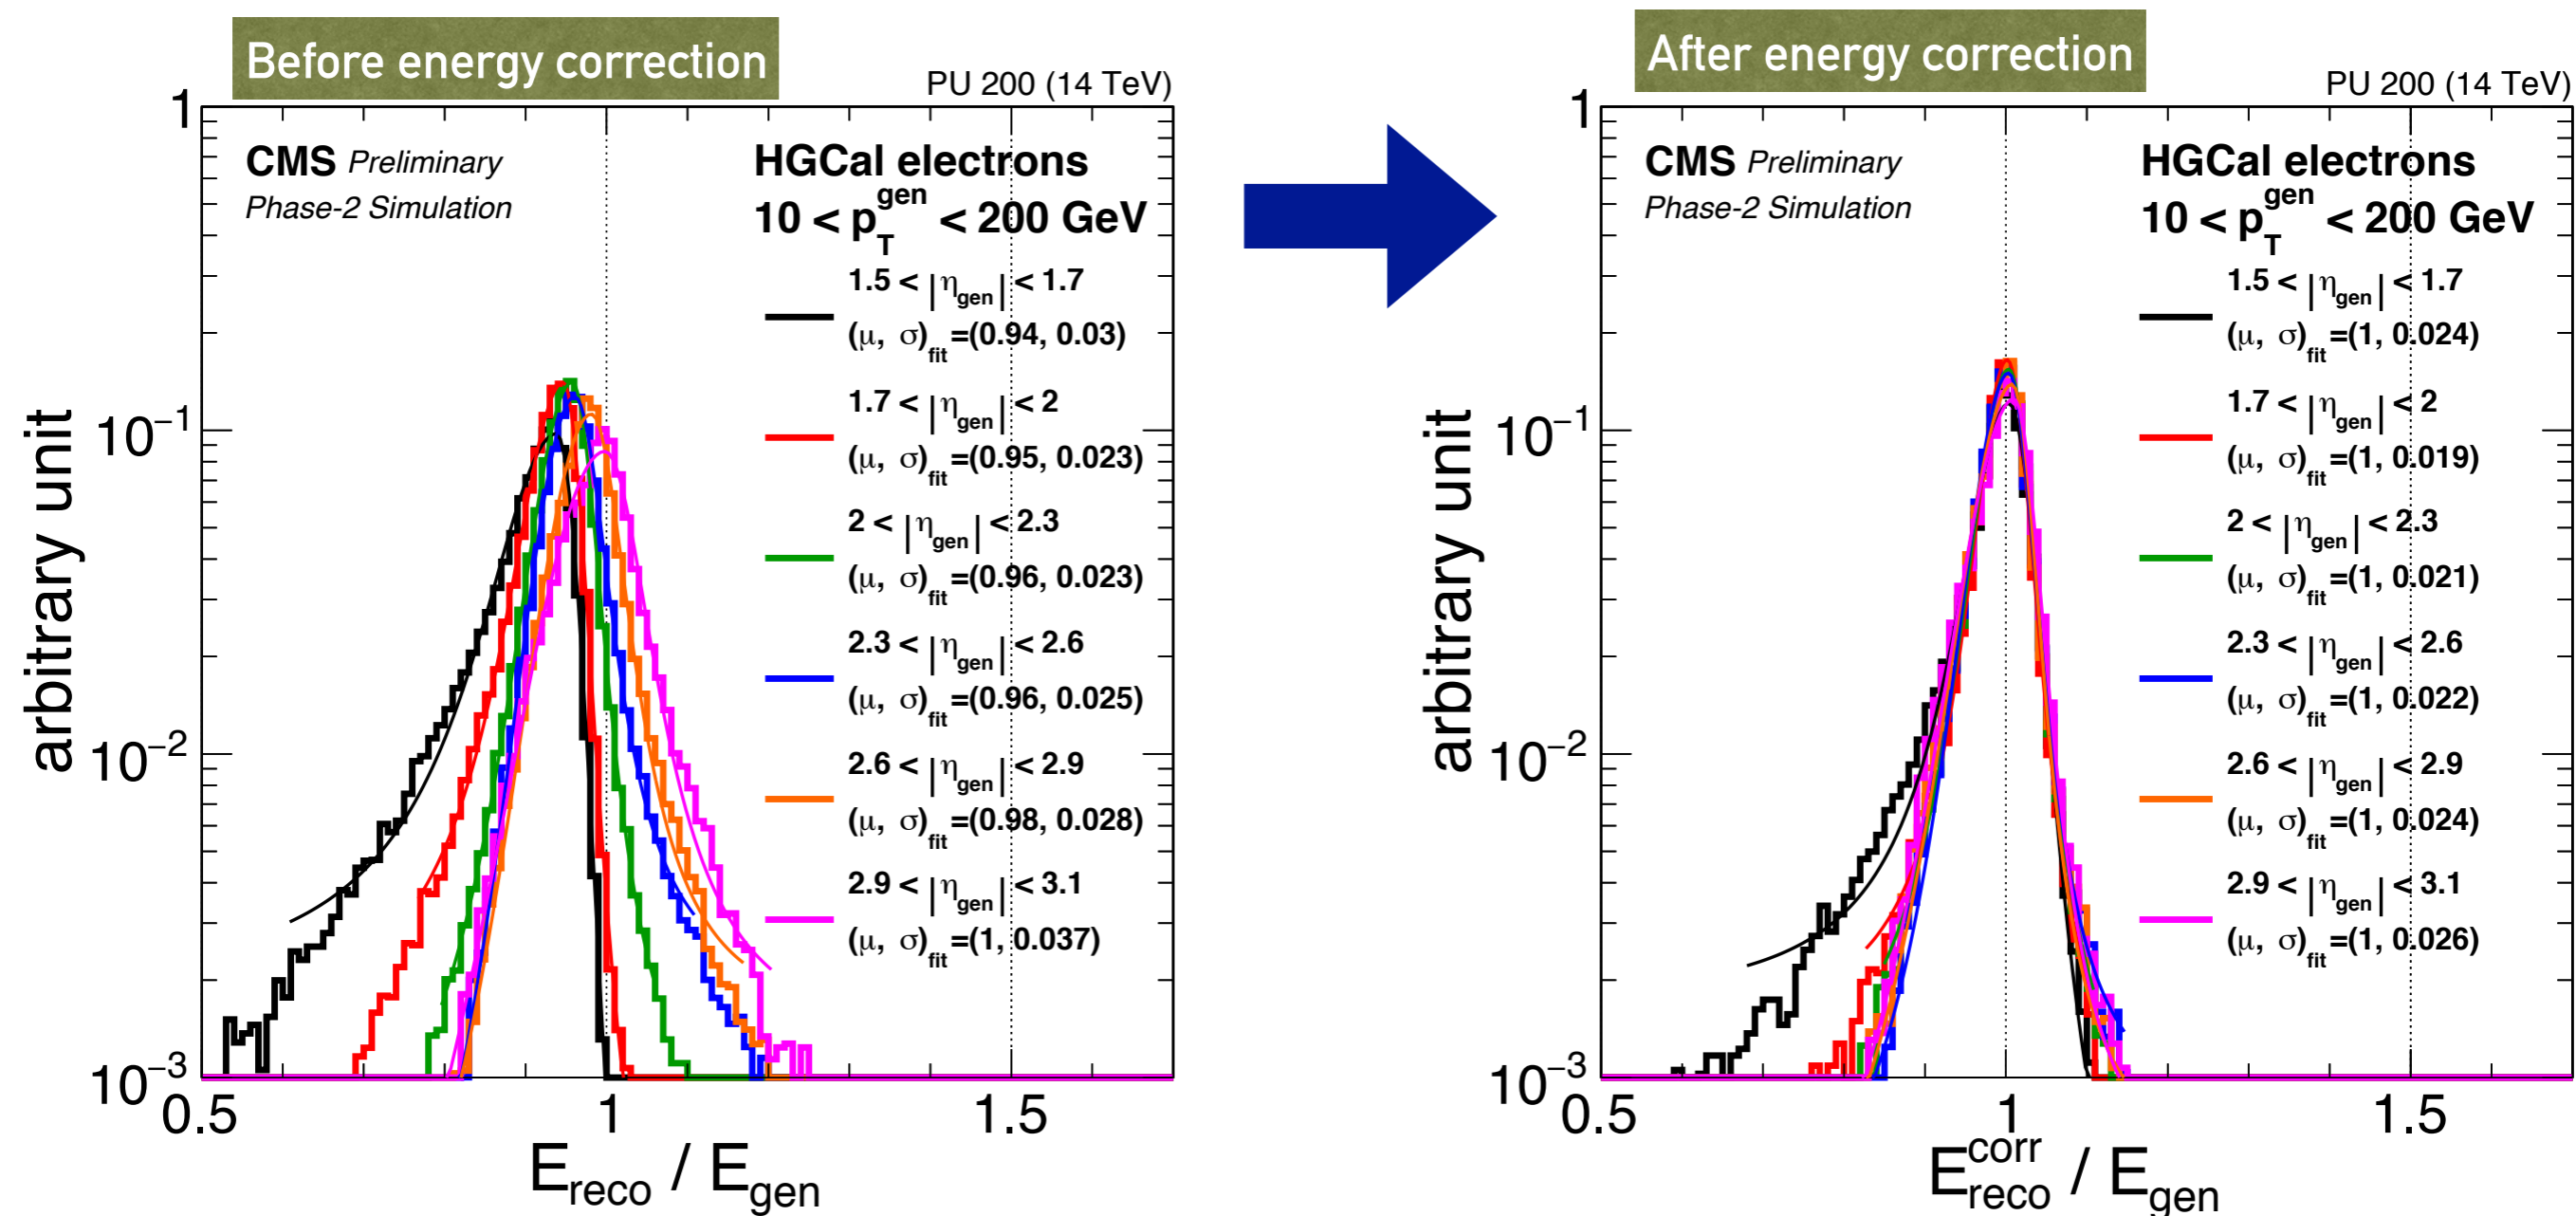 Before energy correction
PU 200 (14 TeV)
CMS Preliminary
Phase-2 Simulation
HGCal electrons
10 < p_T^gen < 200 GeV
1.5 < |η_gen| < 1.7
(μ, σ)_fit=(0.94, 0.03)
1.7 < |η_gen| < 2
(μ, σ)_fit=(0.95, 0.023)
2 < |η_gen| < 2.3
(μ, σ)_fit=(0.96, 0.023)
2.3 < |η_gen| < 2.6
(μ, σ)_fit=(0.96, 0.025)
2.6 < |η_gen| < 2.9
(μ, σ)_fit=(0.98, 0.028)
2.9 < |η_gen| < 3.1
(μ, σ)_fit=(1, 0.037)
arbitrary unit
1
10⁻¹
10⁻²
10⁻³
0.5
1
1.5
E_reco / E_gen
After energy correction
PU 200 (14 TeV)
CMS Preliminary
Phase-2 Simulation
HGCal electrons
10 < p_T^gen < 200 GeV
1.5 < |η_gen| < 1.7
(μ, σ)_fit=(1, 0.024)
1.7 < |η_gen| < 2
(μ, σ)_fit=(1, 0.019)
2 < |η_gen| < 2.3
(μ, σ)_fit=(1, 0.021)
2.3 < |η_gen| < 2.6
(μ, σ)_fit=(1, 0.022)
2.6 < |η_gen| < 2.9
(μ, σ)_fit=(1, 0.024)
2.9 < |η_gen| < 3.1
(μ, σ)_fit=(1, 0.026)
arbitrary unit
1
10⁻¹
10⁻²
10⁻³
0.5
1
1.5
E_reco^corr / E_gen